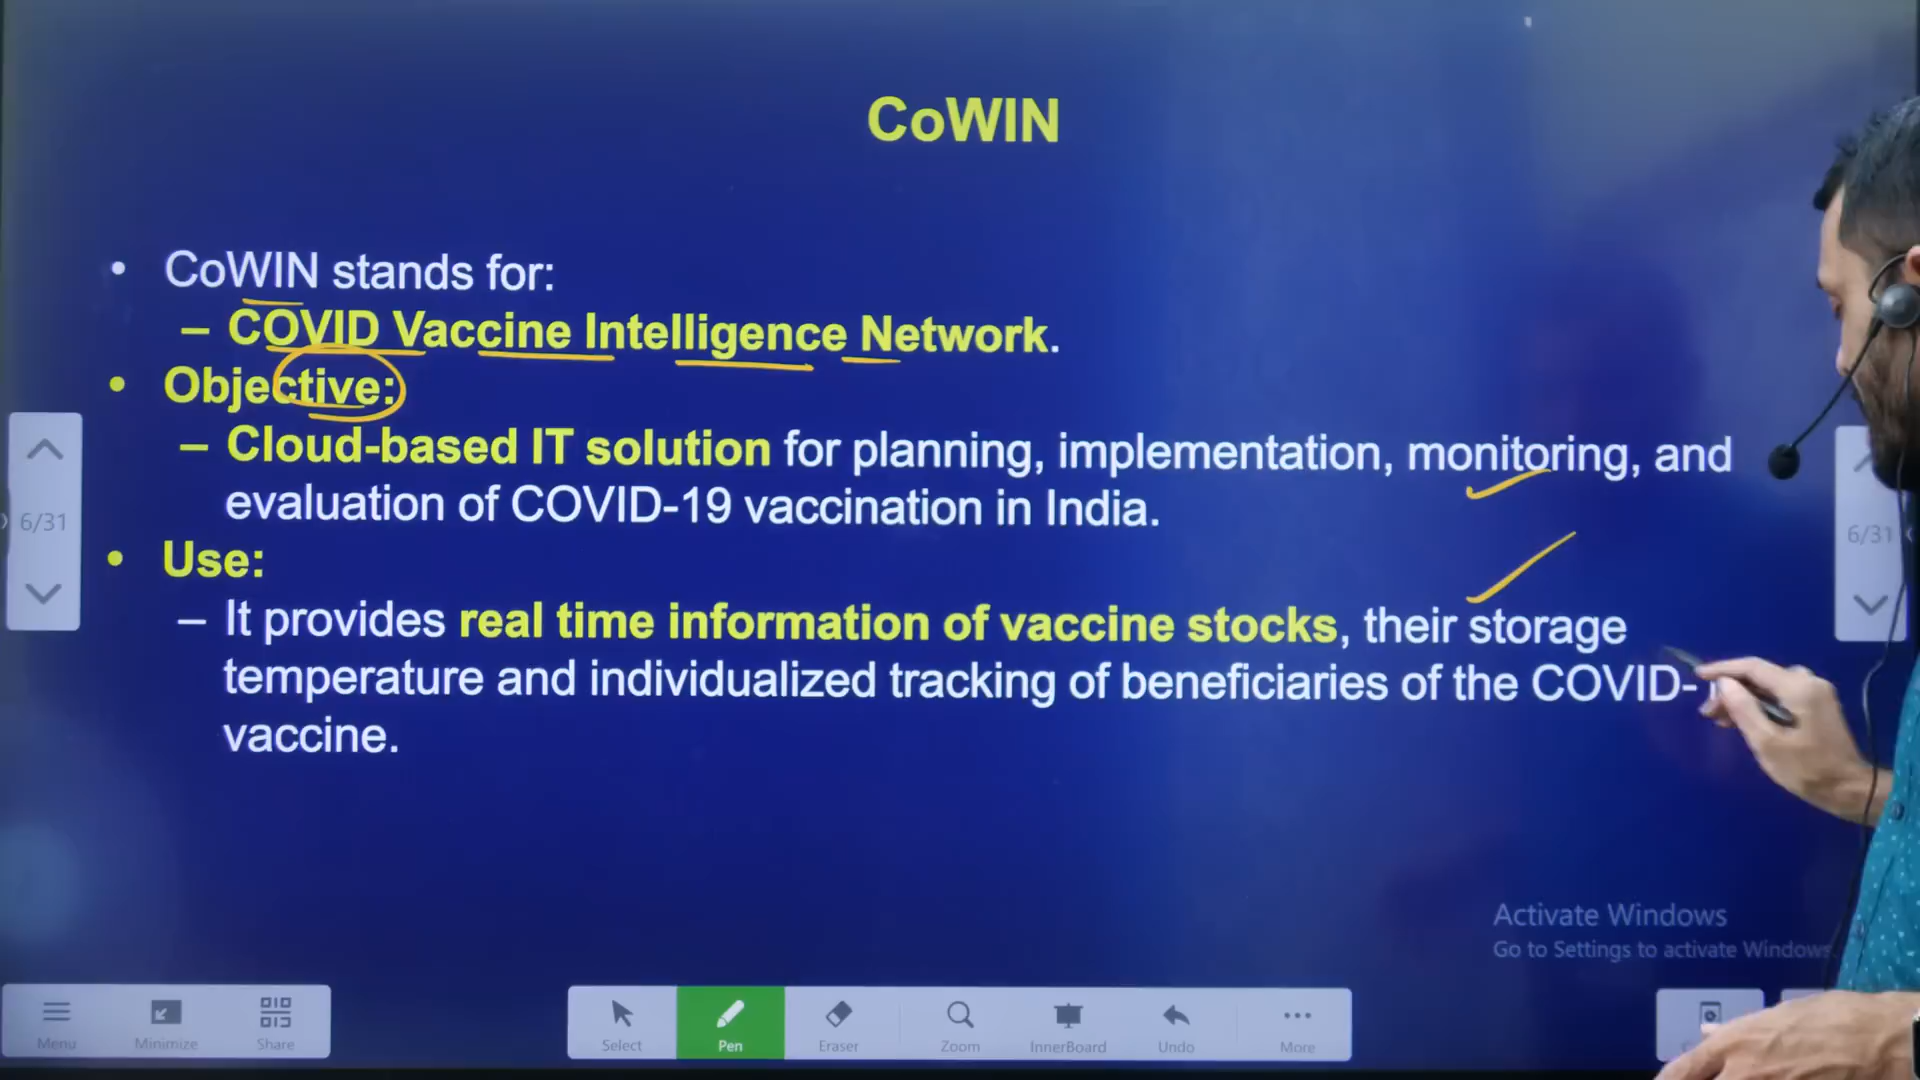 CoWIN
• CoWIN stands for:
– COVID Vaccine Intelligence Network.
• Objective:
– Cloud-based IT solution for planning, implementation, monitoring, and
evaluation of COVID-19 vaccination in India.
• Use:
– It provides real time information of vaccine stocks, their storage
temperature and individualized tracking of beneficiaries of the COVID-
vaccine.
6/31
6/31
Activate Windows
Go to Settings to activate Windows.
Menu Minimize Share Select Pen Eraser Zoom InnerBoard Undo More